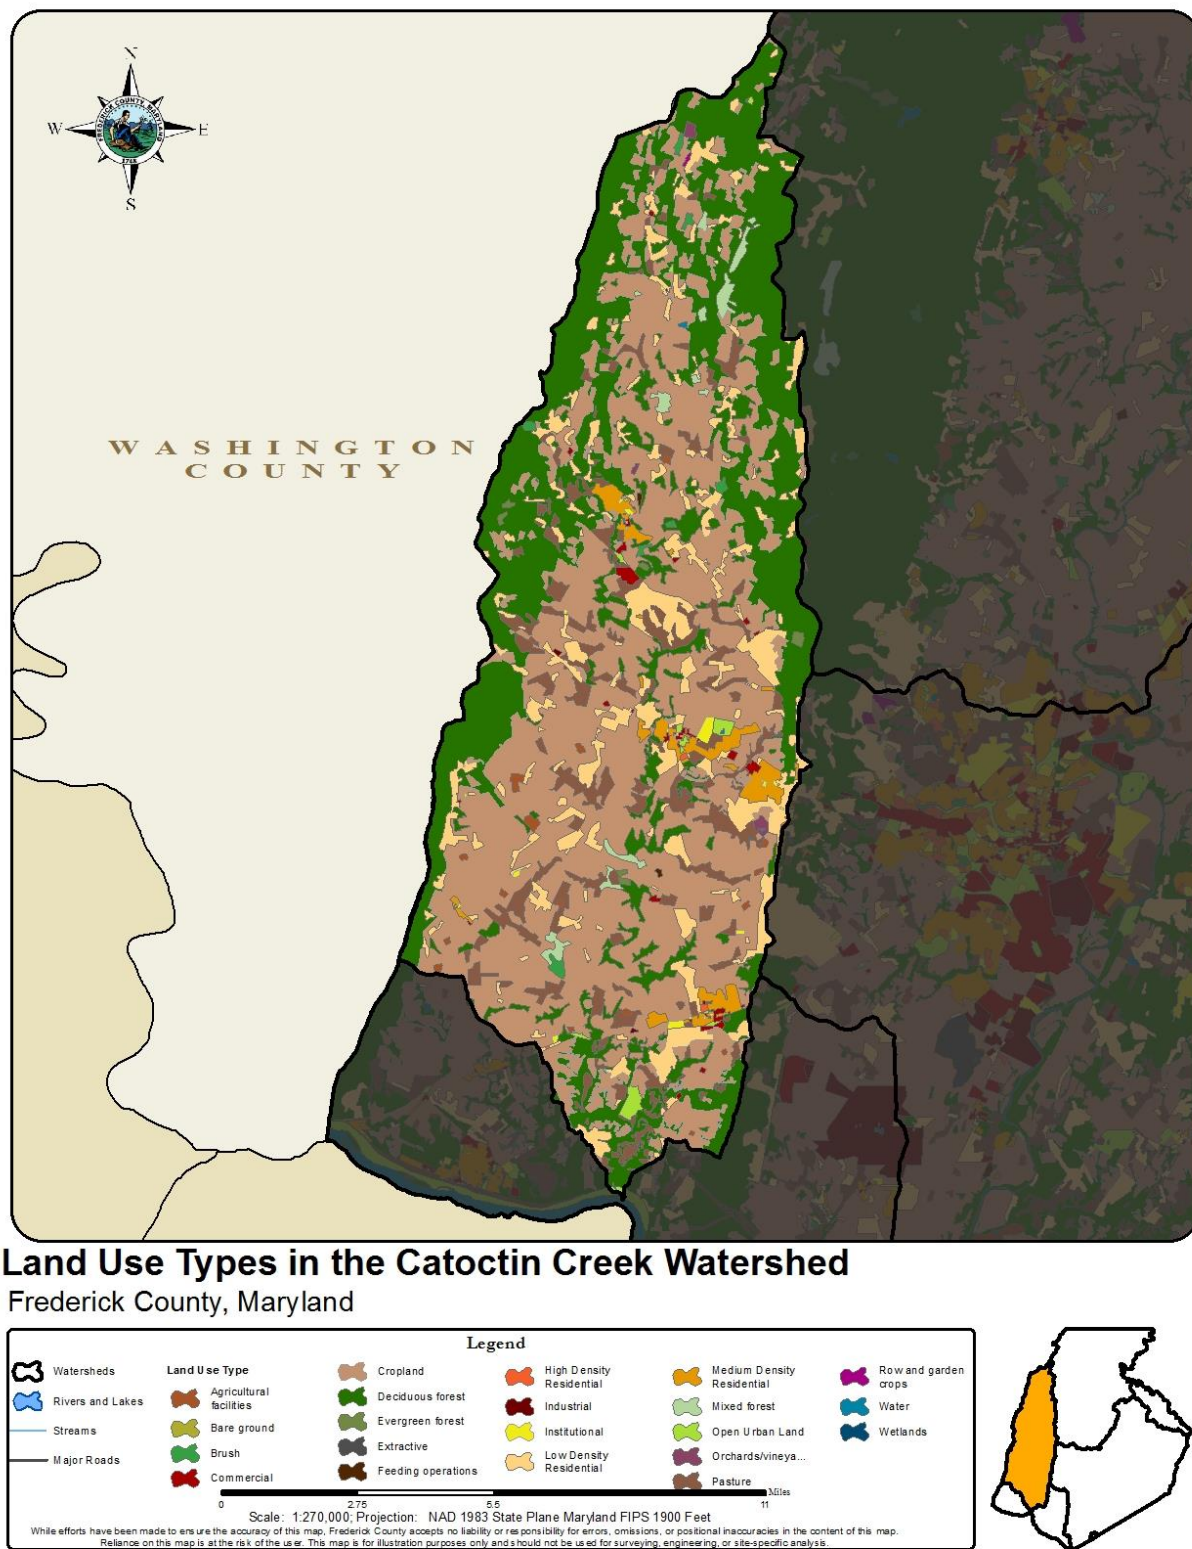 N
W E
S
FREDERICK COUNTY, MARYLAND
1748
WASHINGTON
COUNTY
Land Use Types in the Catoctin Creek Watershed
Frederick County, Maryland
Legend
Watersheds
Rivers and Lakes
Streams
Major Roads
Land Use Type
Agricultural
facilities
Bare ground
Brush
Commercial
Cropland
Deciduous forest
Evergreen forest
Extractive
Feeding operations
High Density
Residential
Industrial
Institutional
Low Density
Residential
Medium Density
Residential
Mixed forest
Open Urban Land
Orchards/vineya...
Pasture
Row and garden
crops
Water
Wetlands
Miles
0 2.75 5.5 11
Scale: 1:270,000; Projection: NAD 1983 State Plane Maryland FIPS 1900 Feet
While efforts have been made to ensure the accuracy of this map, Frederick County accepts no liability or responsibility for errors, omissions, or positional inaccuracies in the content of this map.
Reliance on this map is at the risk of the user. This map is for illustration purposes only and should not be used for surveying, engineering, or site-specific analysis.